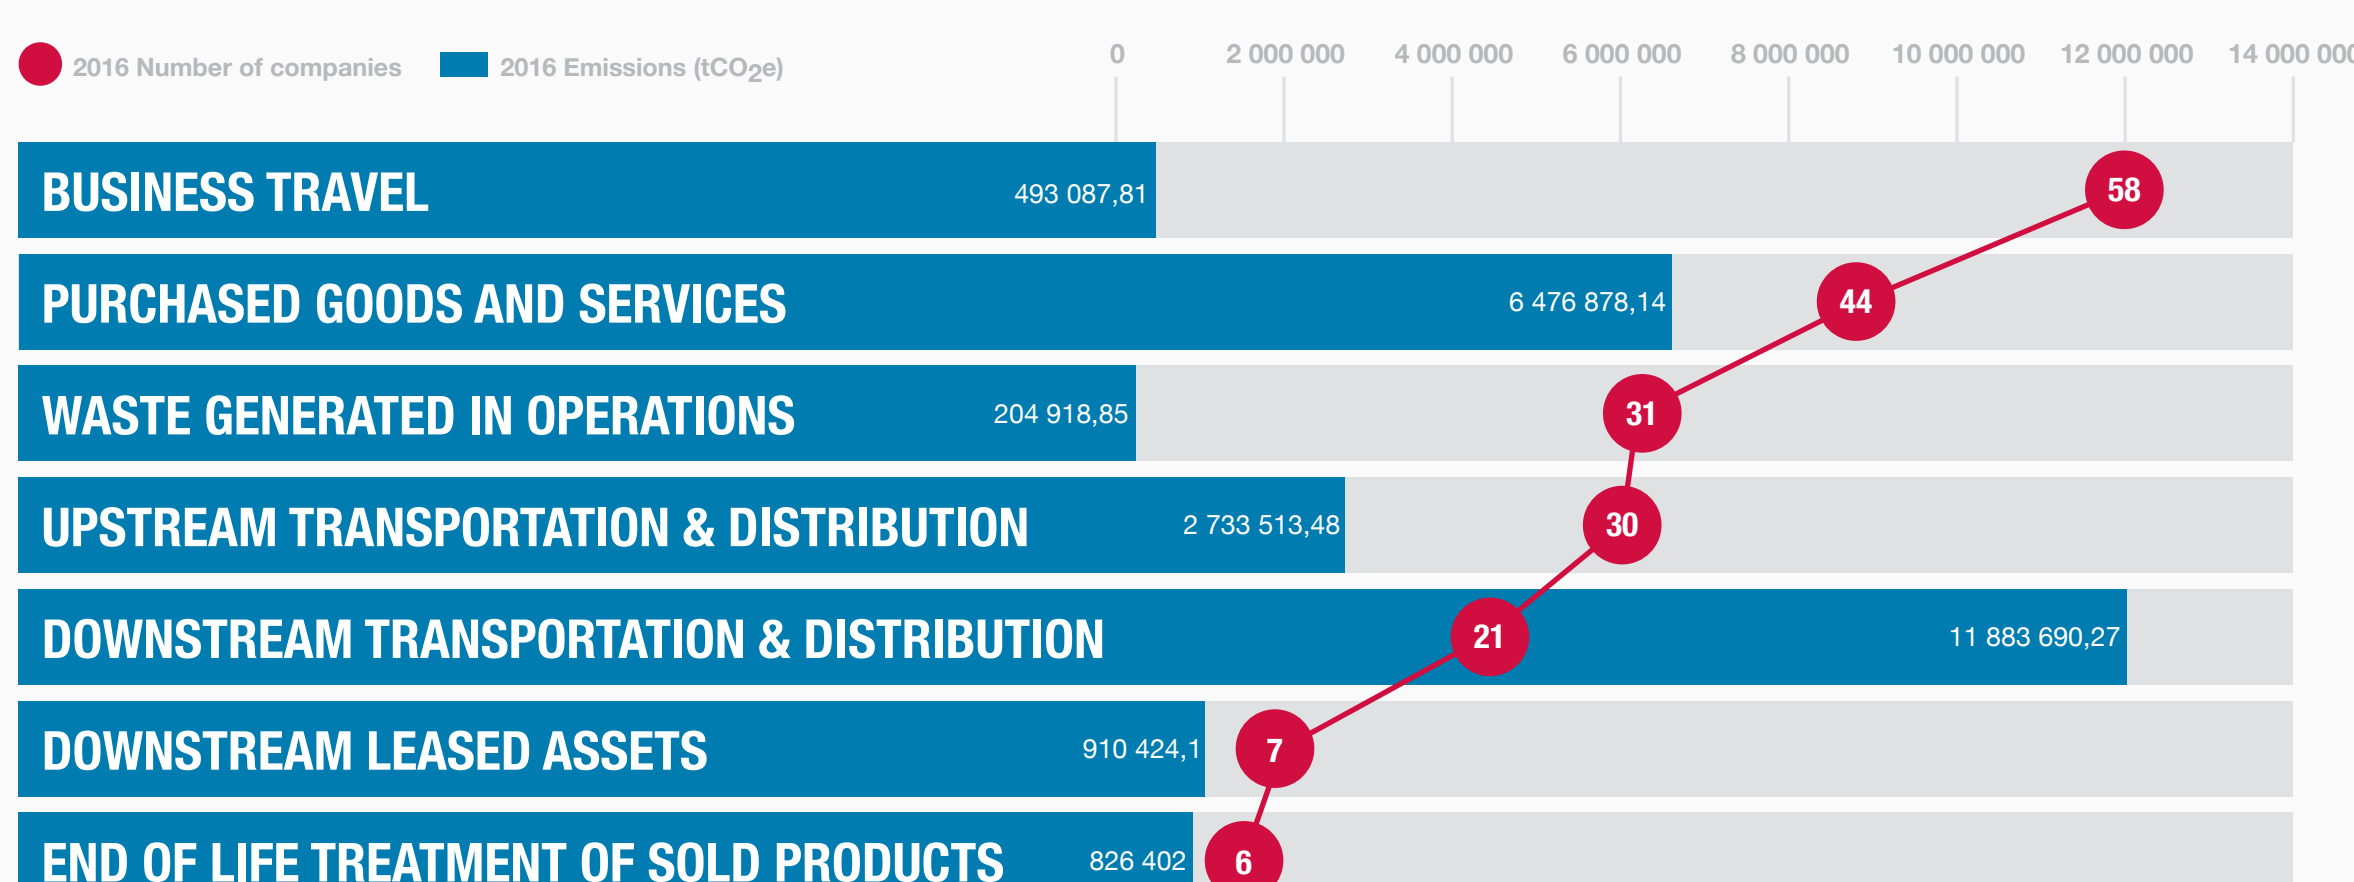 2016 Number of companies 2016 Emissions (tCO2e)
0 2 000 000 4 000 000 6 000 000 8 000 000 10 000 000 12 000 000 14 000 000
BUSINESS TRAVEL 493 087,81 58
PURCHASED GOODS AND SERVICES 6 476 878,14 44
WASTE GENERATED IN OPERATIONS 204 918,85 31
UPSTREAM TRANSPORTATION & DISTRIBUTION 2 733 513,48 30
DOWNSTREAM TRANSPORTATION & DISTRIBUTION 21 11 883 690,27
DOWNSTREAM LEASED ASSETS 910 424,1 7
END OF LIFE TREATMENT OF SOLD PRODUCTS 826 402 6